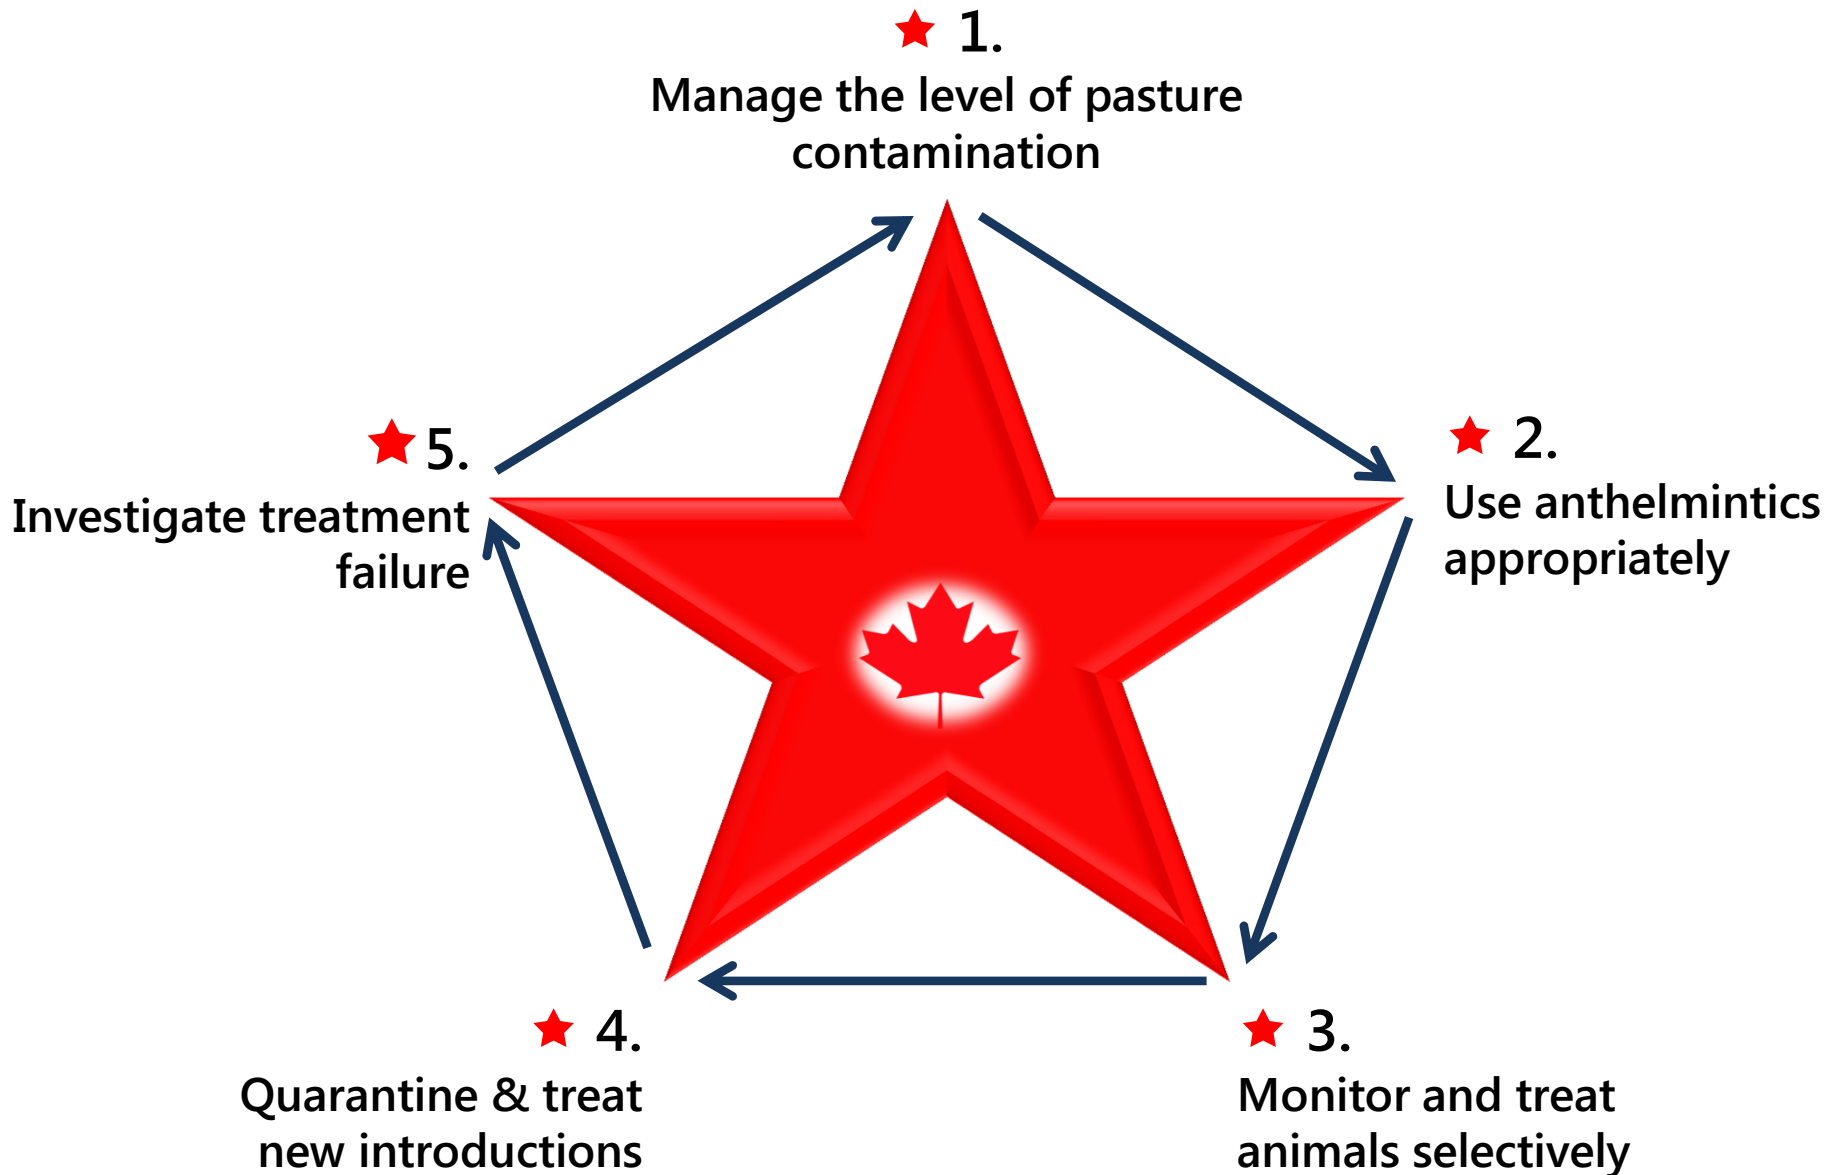 1.
Manage the level of pasture
contamination
2.
Use anthelmintics
appropriately
3.
Monitor and treat
animals selectively
4.
Quarantine & treat
new introductions
5.
Investigate treatment
failure